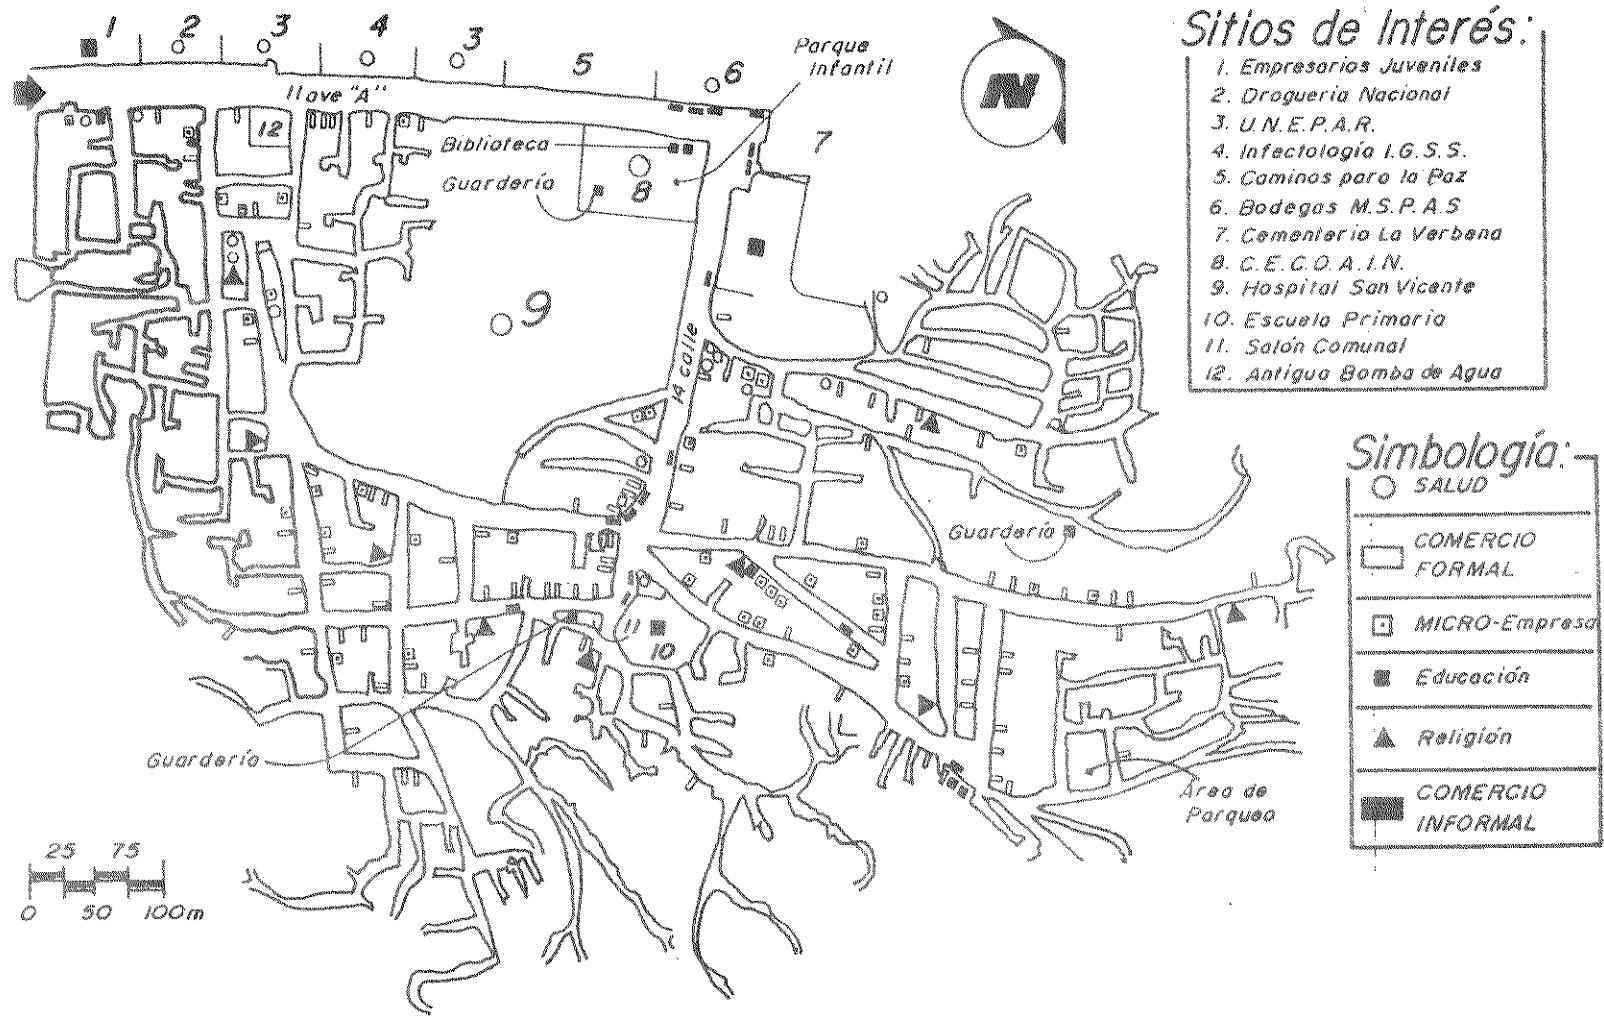 1
2
3
4
3
5
6
Parque
Infantil
11 ave "A"
12
Biblioteca
Guardería
8
7
N
9
14 calle
Guardería
11
10
Guardería
Área de
Parqueo
25 75
0 50 100m
Sitios de Interés:
1. Empresarios Juveniles
2. Drogueria Nacional
3. U.N.E.P.A.R.
4. Infectología I.G.S.S.
5. Caminos para la Paz
6. Bodegas M.S.P.A.S
7. Cementerio La Verbena
8. C.E.C.O.A.I.N.
9. Hospital San Vicente
10. Escuela Primaria
11. Salón Comunal
12. Antigua Bomba de Agua
Simbología:
SALUD
COMERCIO
FORMAL
MICRO-Empresa
Educación
Religión
COMERCIO
INFORMAL